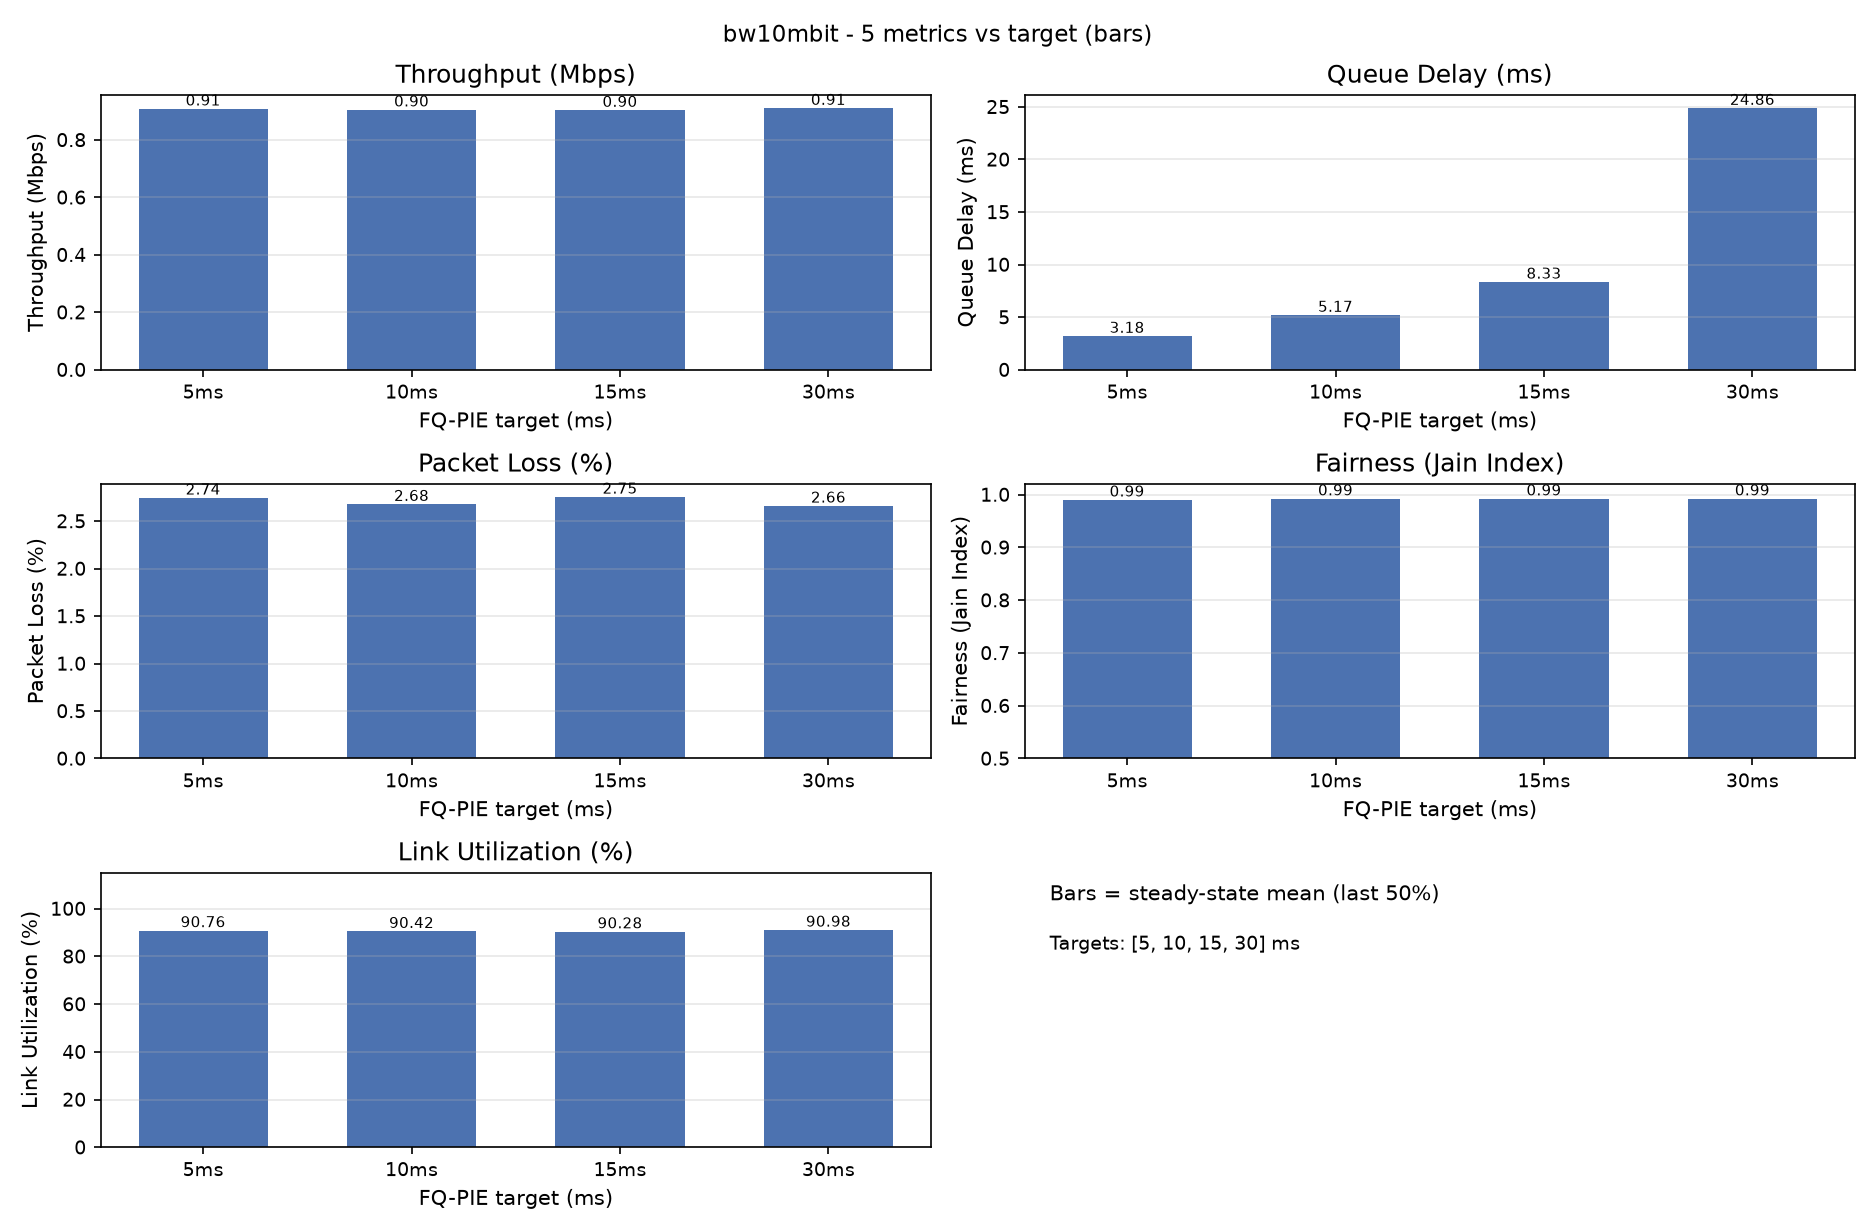 bw10mbit - 5 metrics vs target (bars)
Throughput (Mbps)
Throughput (Mbps)
0.8
0.6
0.4
0.2
0.0
0.91
0.90
0.90
0.91
5ms
10ms
15ms
30ms
FQ-PIE target (ms)
Queue Delay (ms)
Queue Delay (ms)
25
20
15
10
5
0
3.18
5.17
8.33
24.86
5ms
10ms
15ms
30ms
FQ-PIE target (ms)
Packet Loss (%)
Packet Loss (%)
2.5
2.0
1.5
1.0
0.5
0.0
2.74
2.68
2.75
2.66
5ms
10ms
15ms
30ms
FQ-PIE target (ms)
Fairness (Jain Index)
Fairness (Jain Index)
1.0
0.9
0.8
0.7
0.6
0.5
0.99
0.99
0.99
0.99
5ms
10ms
15ms
30ms
FQ-PIE target (ms)
Link Utilization (%)
Link Utilization (%)
100
80
60
40
20
0
90.76
90.42
90.28
90.98
5ms
10ms
15ms
30ms
FQ-PIE target (ms)
Bars = steady-state mean (last 50%)
Targets: [5, 10, 15, 30] ms